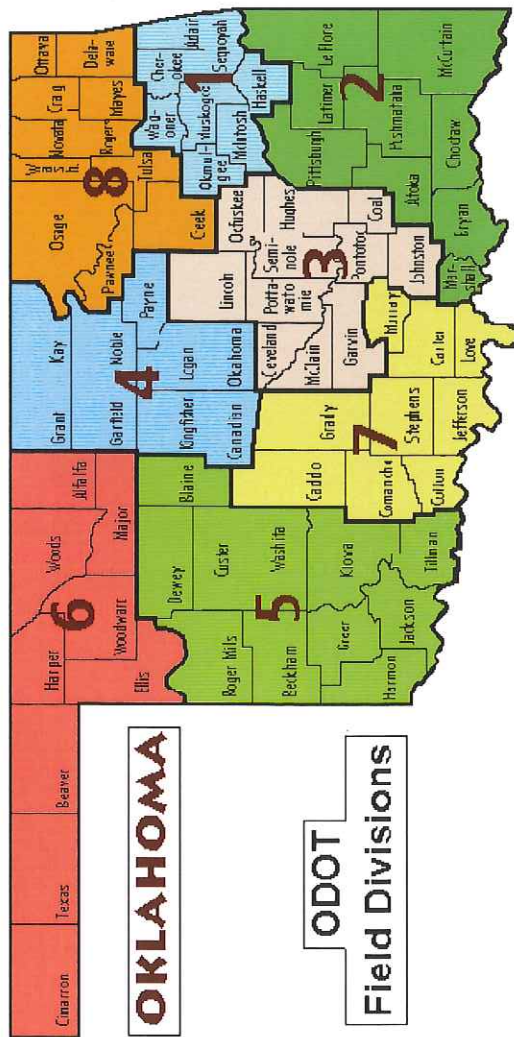 Cimarron
Texas
Beaver
Harper
Woods
Alfalfa
6
Woodward
Major
Ellis
Grant
Kay
Garfield
Noble
4
Payne
Kingfisher
Logan
Canadian
Oklahoma
Osage
Wash.
Nowata
Craig
Ottawa
8
Rogers
Mayes
Dela-
ware
Pawnee
Tulsa
Creek
Wag-
oner
Cher-
okee
Adair
1
Okmul-
gee
Muskogee
Sequoyah
McIntosh
Haskell
OKLAHOMA
Dewey
Blaine
Roger Mills
Custer
5
Beckham
Washita
Greer
Kiowa
Harmon
Jackson
Tillman
Caddo
Grady
7
Comanche
Stephens
Murray
Carter
Cotton
Jefferson
Love
Lincoln
Okfuskee
Cleveland
Potta-
wato
mie
Semi-
nole
Hughes
3
McClain
Garvin
Pontotoc
Coal
Johnston
Pittsburgh
Latimer
Le Flore
2
Atoka
Pushmataha
McCurtain
Mar-
shall
Bryan
Choctaw
ODOT
Field Divisions